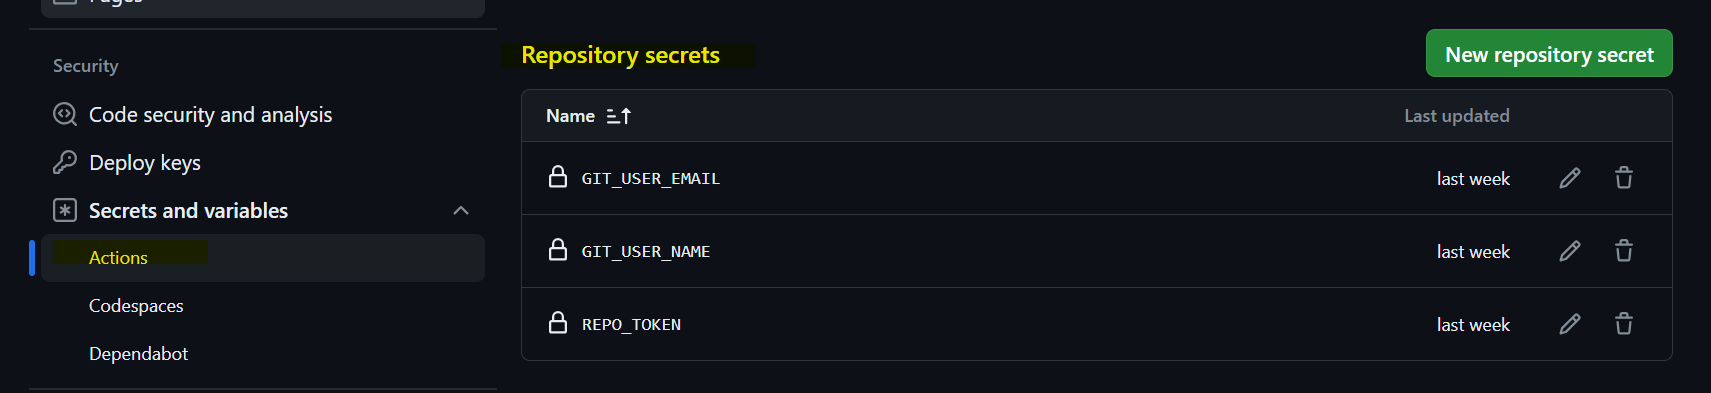 Pages
Security
Code security and analysis
Deploy keys
Secrets and variables
Actions
Codespaces
Dependabot
Repository secrets
New repository secret
Name
Last updated
GIT_USER_EMAIL
last week
GIT_USER_NAME
last week
REPO_TOKEN
last week